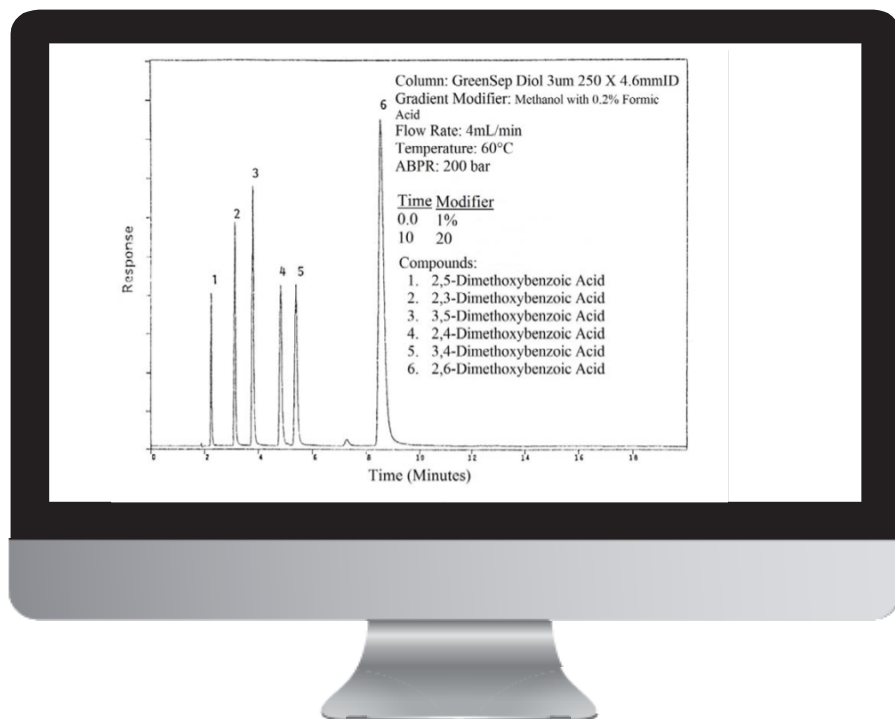 Column: GreenSep Diol 3um 250 X 4.6mmID
Gradient Modifier: Methanol with 0.2% Formic
Acid
Flow Rate: 4mL/min
Temperature: 60°C
ABPR: 200 bar
Time Modifier
0.0 1%
10 20
Compounds:
1. 2,5-Dimethoxybenzoic Acid
2. 2,3-Dimethoxybenzoic Acid
3. 3,5-Dimethoxybenzoic Acid
4. 2,4-Dimethoxybenzoic Acid
5. 3,4-Dimethoxybenzoic Acid
6. 2,6-Dimethoxybenzoic Acid
Response
1
2
3
4
5
6
0 2 4 6 8 10 12 14 16 18
Time (Minutes)